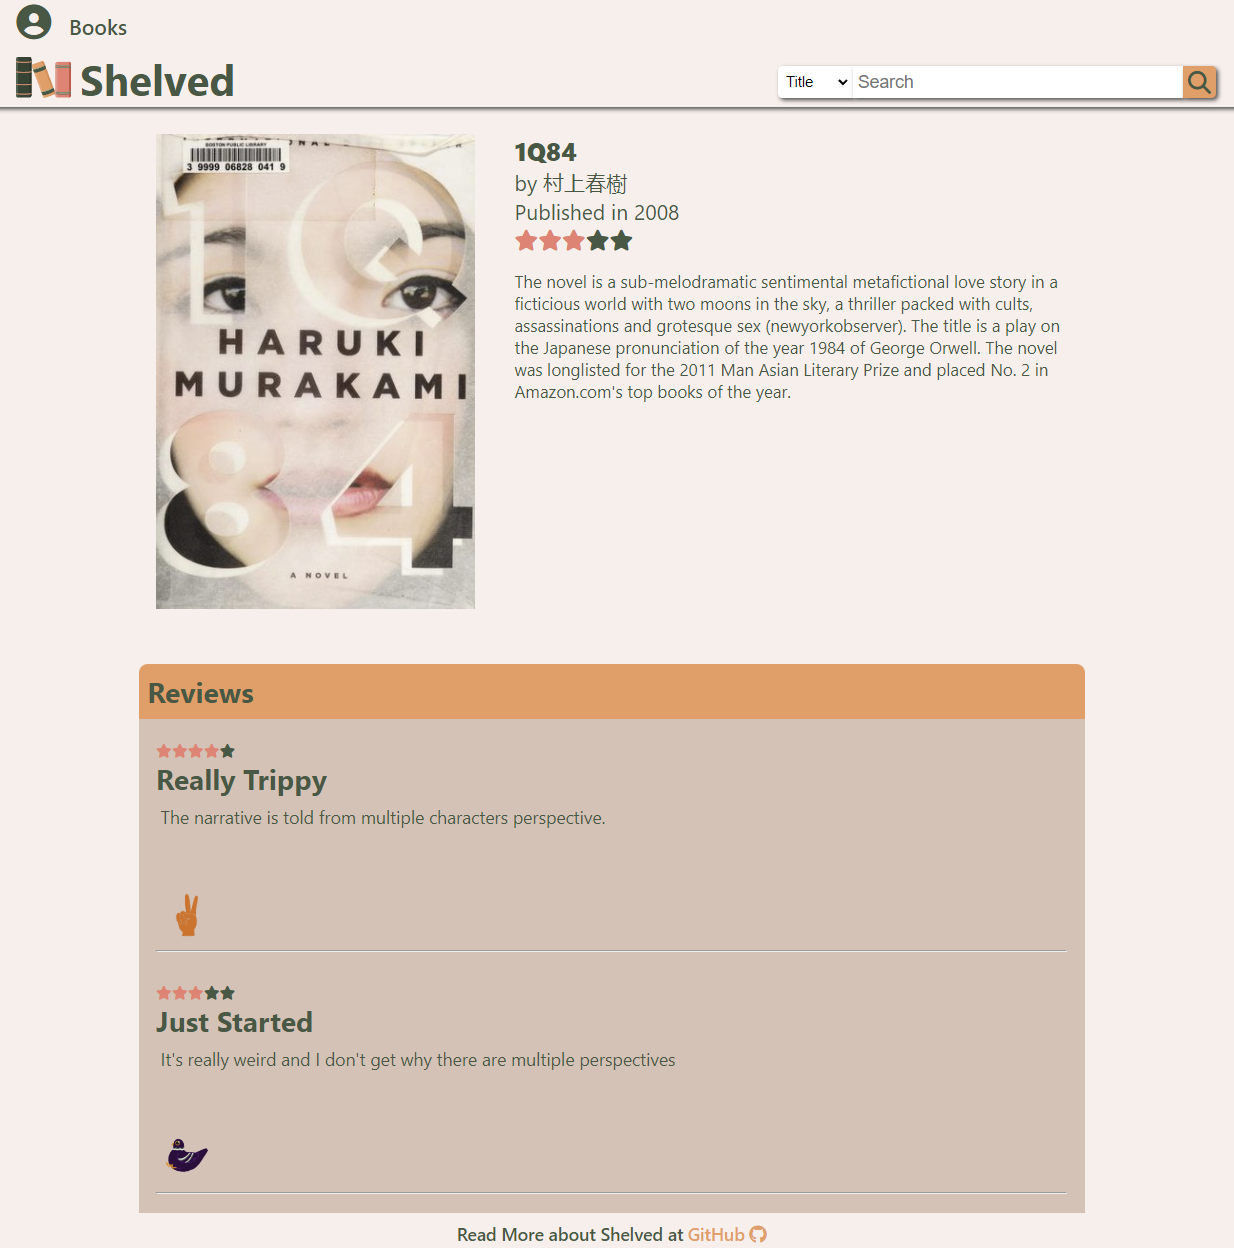 Books
Shelved
Title
Search
BOSTON PUBLIC LIBRARY
3 9999 06828 041 9
1Q
HARUKI
MURAKAMI
84
A NOVEL
1Q84
by 村上春樹
Published in 2008
The novel is a sub-melodramatic sentimental metafictional love story in a
ficticious world with two moons in the sky, a thriller packed with cults,
assassinations and grotesque sex (newyorkobserver). The title is a play on
the Japanese pronunciation of the year 1984 of George Orwell. The novel
was longlisted for the 2011 Man Asian Literary Prize and placed No. 2 in
Amazon.com's top books of the year.
Reviews
Really Trippy
The narrative is told from multiple characters perspective.
Just Started
It's really weird and I don't get why there are multiple perspectives
Read More about Shelved at GitHub